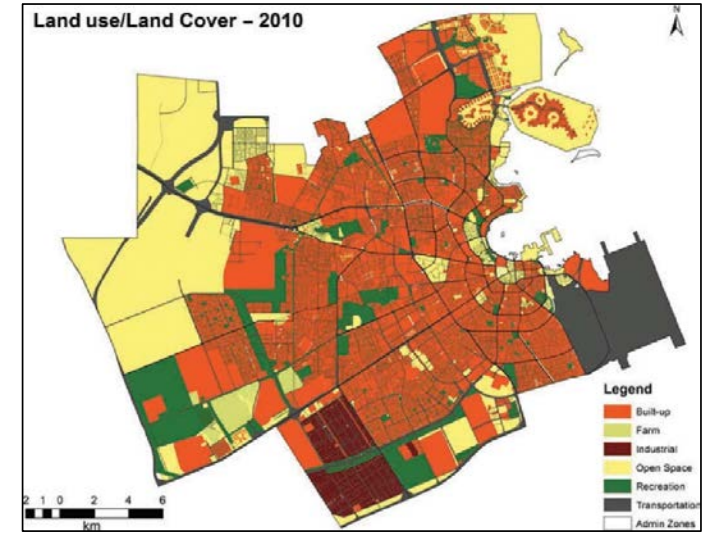 Land use/Land Cover – 2010
N
Legend
Built-up
Farm
Industrial
Open Space
Recreation
Transportation
Admin Zones
2 1 0 2 4 6
km